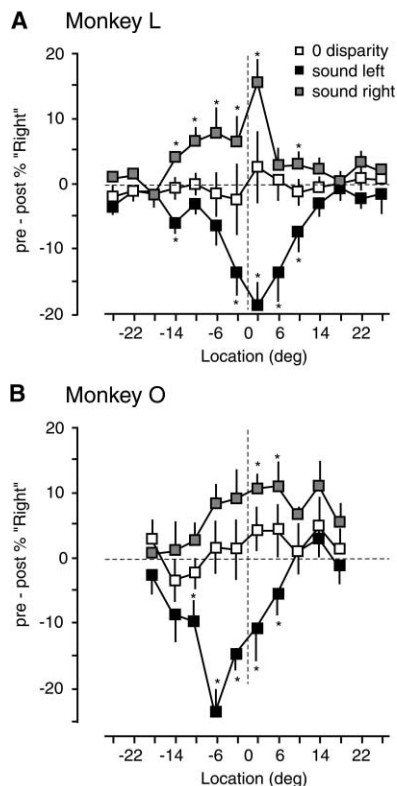 A Monkey L
0 disparity
sound left
sound right
pre - post % "Right"
20
10
0
-10
-20
* * * * * *
* * * * *
-22 -14 -6 0 6 14 22
Location (deg)
B Monkey O
pre - post % "Right"
20
10
0
-10
-20
* *
* * * * *
-22 -14 -6 0 6 14 22
Location (deg)